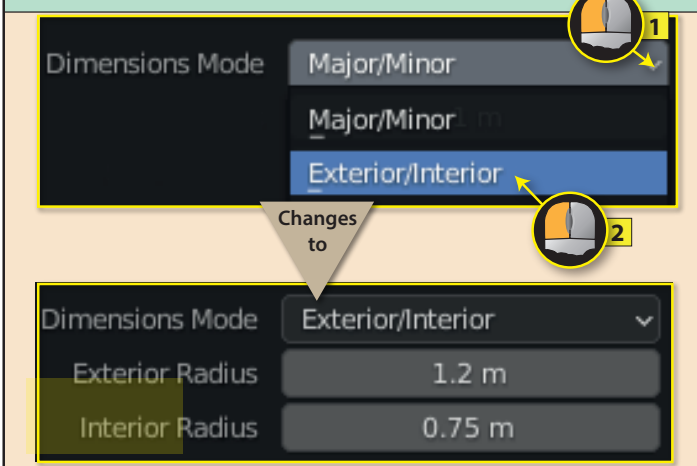 1
Dimensions Mode Major/Minor
Major/Minor
Exterior/Interior
2
Changes
to
Dimensions Mode Exterior/Interior
Exterior Radius 1.2 m
Interior Radius 0.75 m